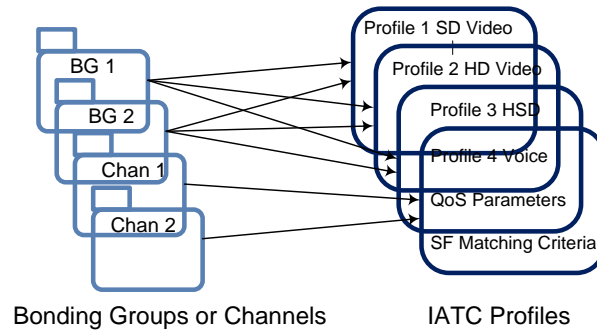 BG 1
BG 2
Chan 1
Chan 2
Profile 1 SD Video
Profile 2 HD Video
Profile 3 HSD
Profile 4 Voice
QoS Parameters
SF Matching Criteria
Bonding Groups or Channels
IATC Profiles